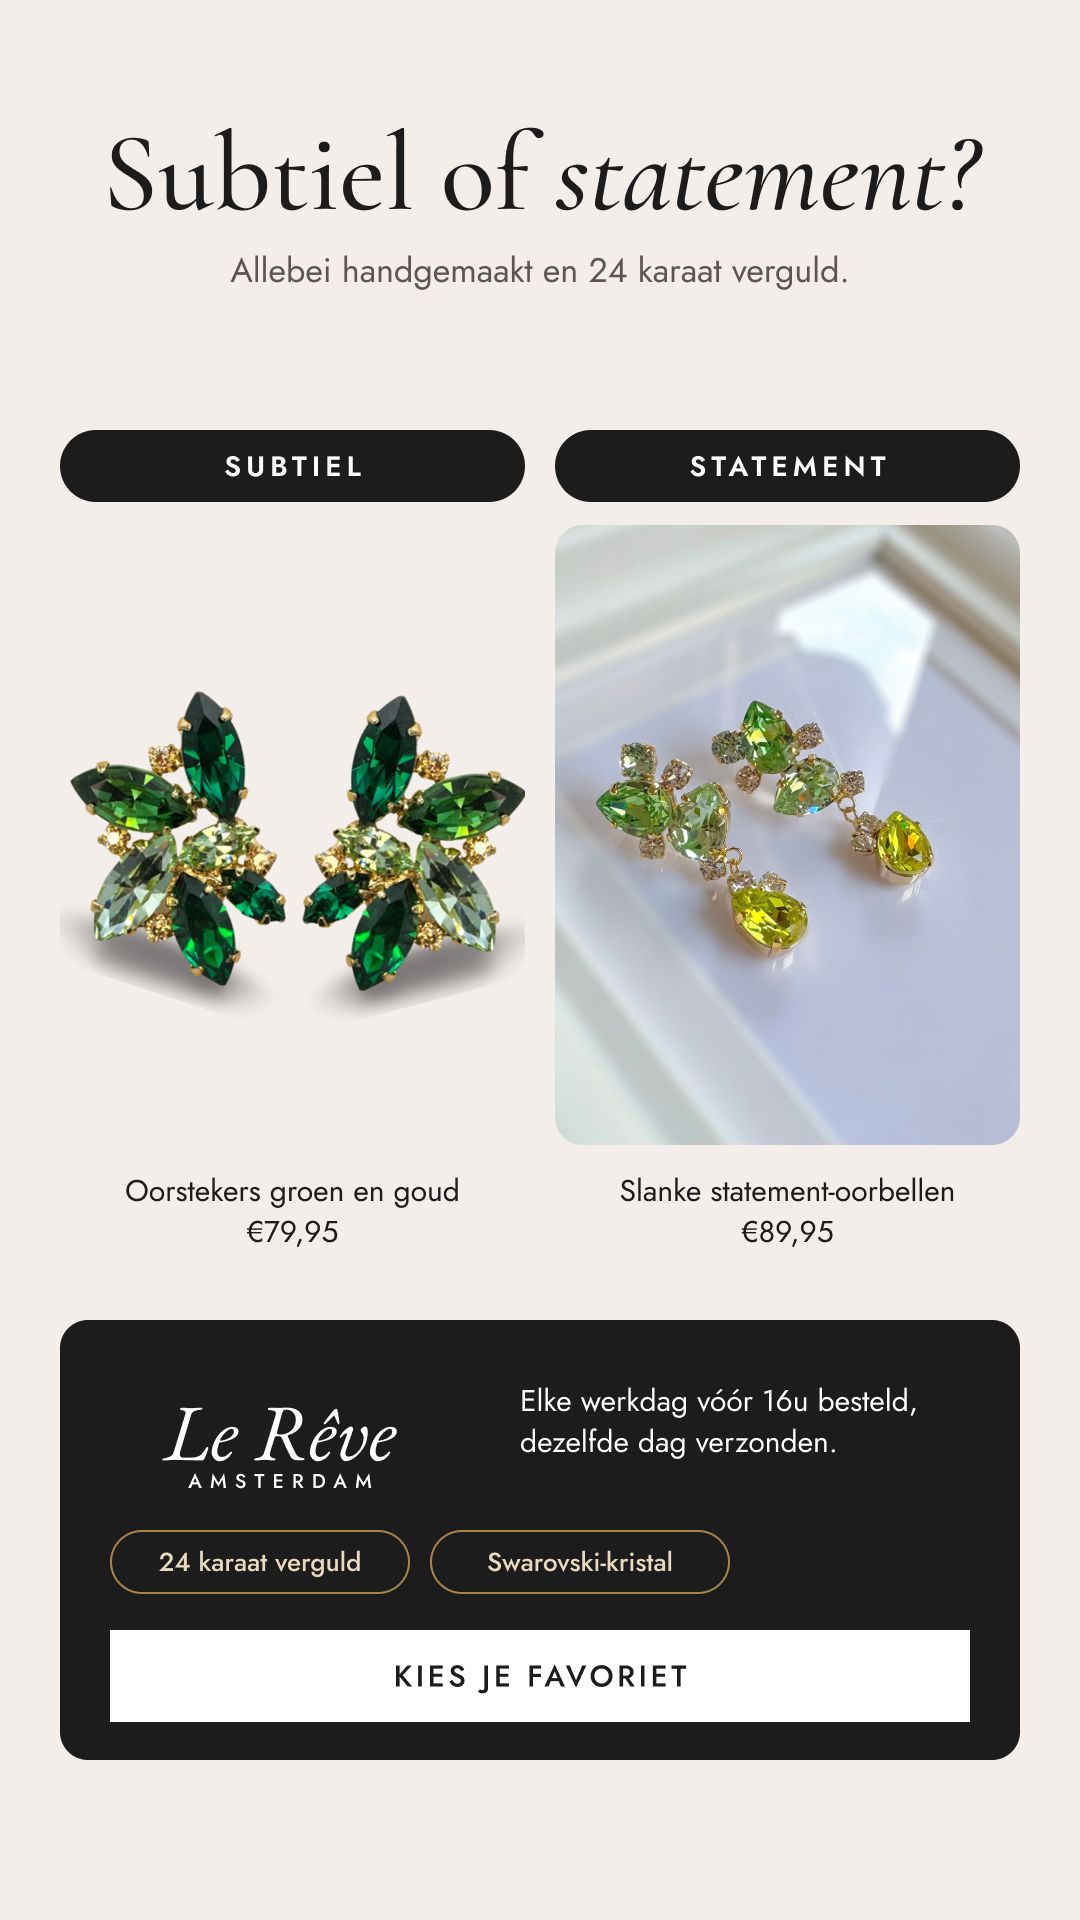 Subtiel of statement?
Allebei handgemaakt en 24 karaat verguld.
SUBTIEL
STATEMENT
Oorstekers groen en goud
€79,95
Slanke statement-oorbellen
€89,95
Le Rêve
AMSTERDAM
Elke werkdag vóór 16u besteld,
dezelfde dag verzonden.
24 karaat verguld
Swarovski-kristal
KIES JE FAVORIET